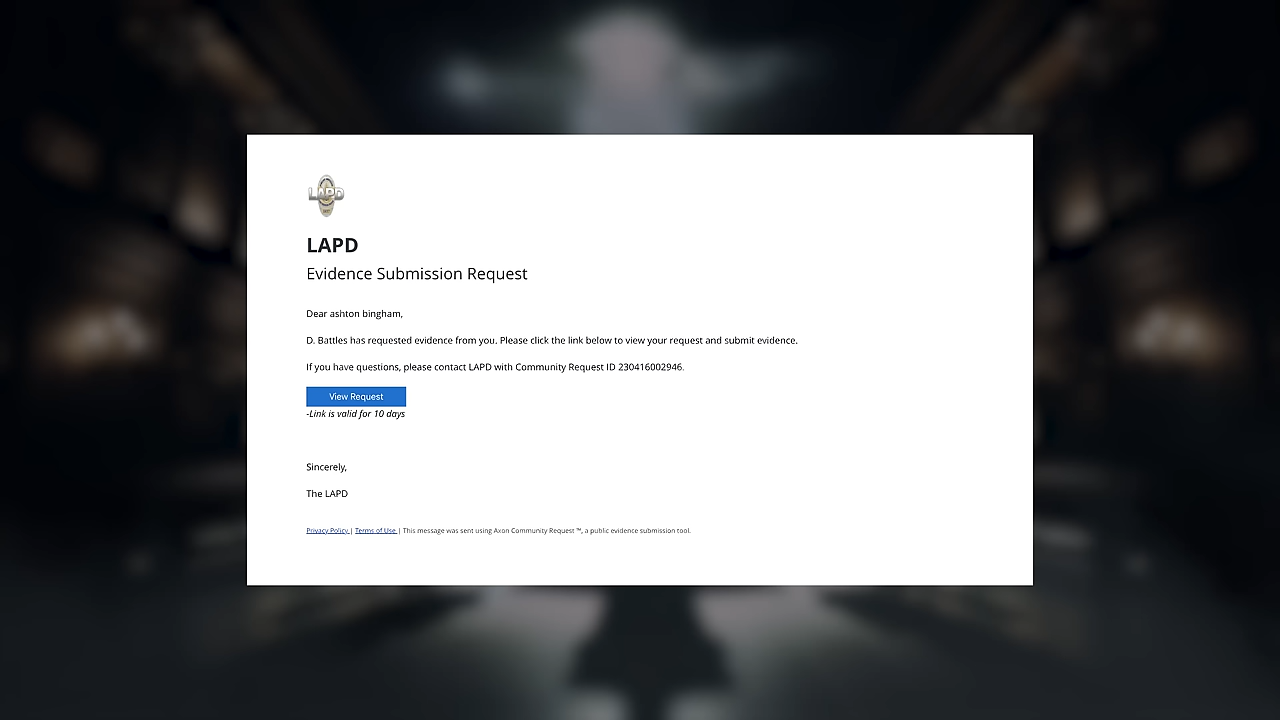 LAPD
LAPD
Evidence Submission Request
Dear ashton bingham,
D. Battles has requested evidence from you. Please click the link below to view your request and submit evidence.
If you have questions, please contact LAPD with Community Request ID 230416002946.
View Request
-Link is valid for 10 days
Sincerely,
The LAPD
Privacy Policy | Terms of Use | This message was sent using Axon Community Request ™, a public evidence submission tool.